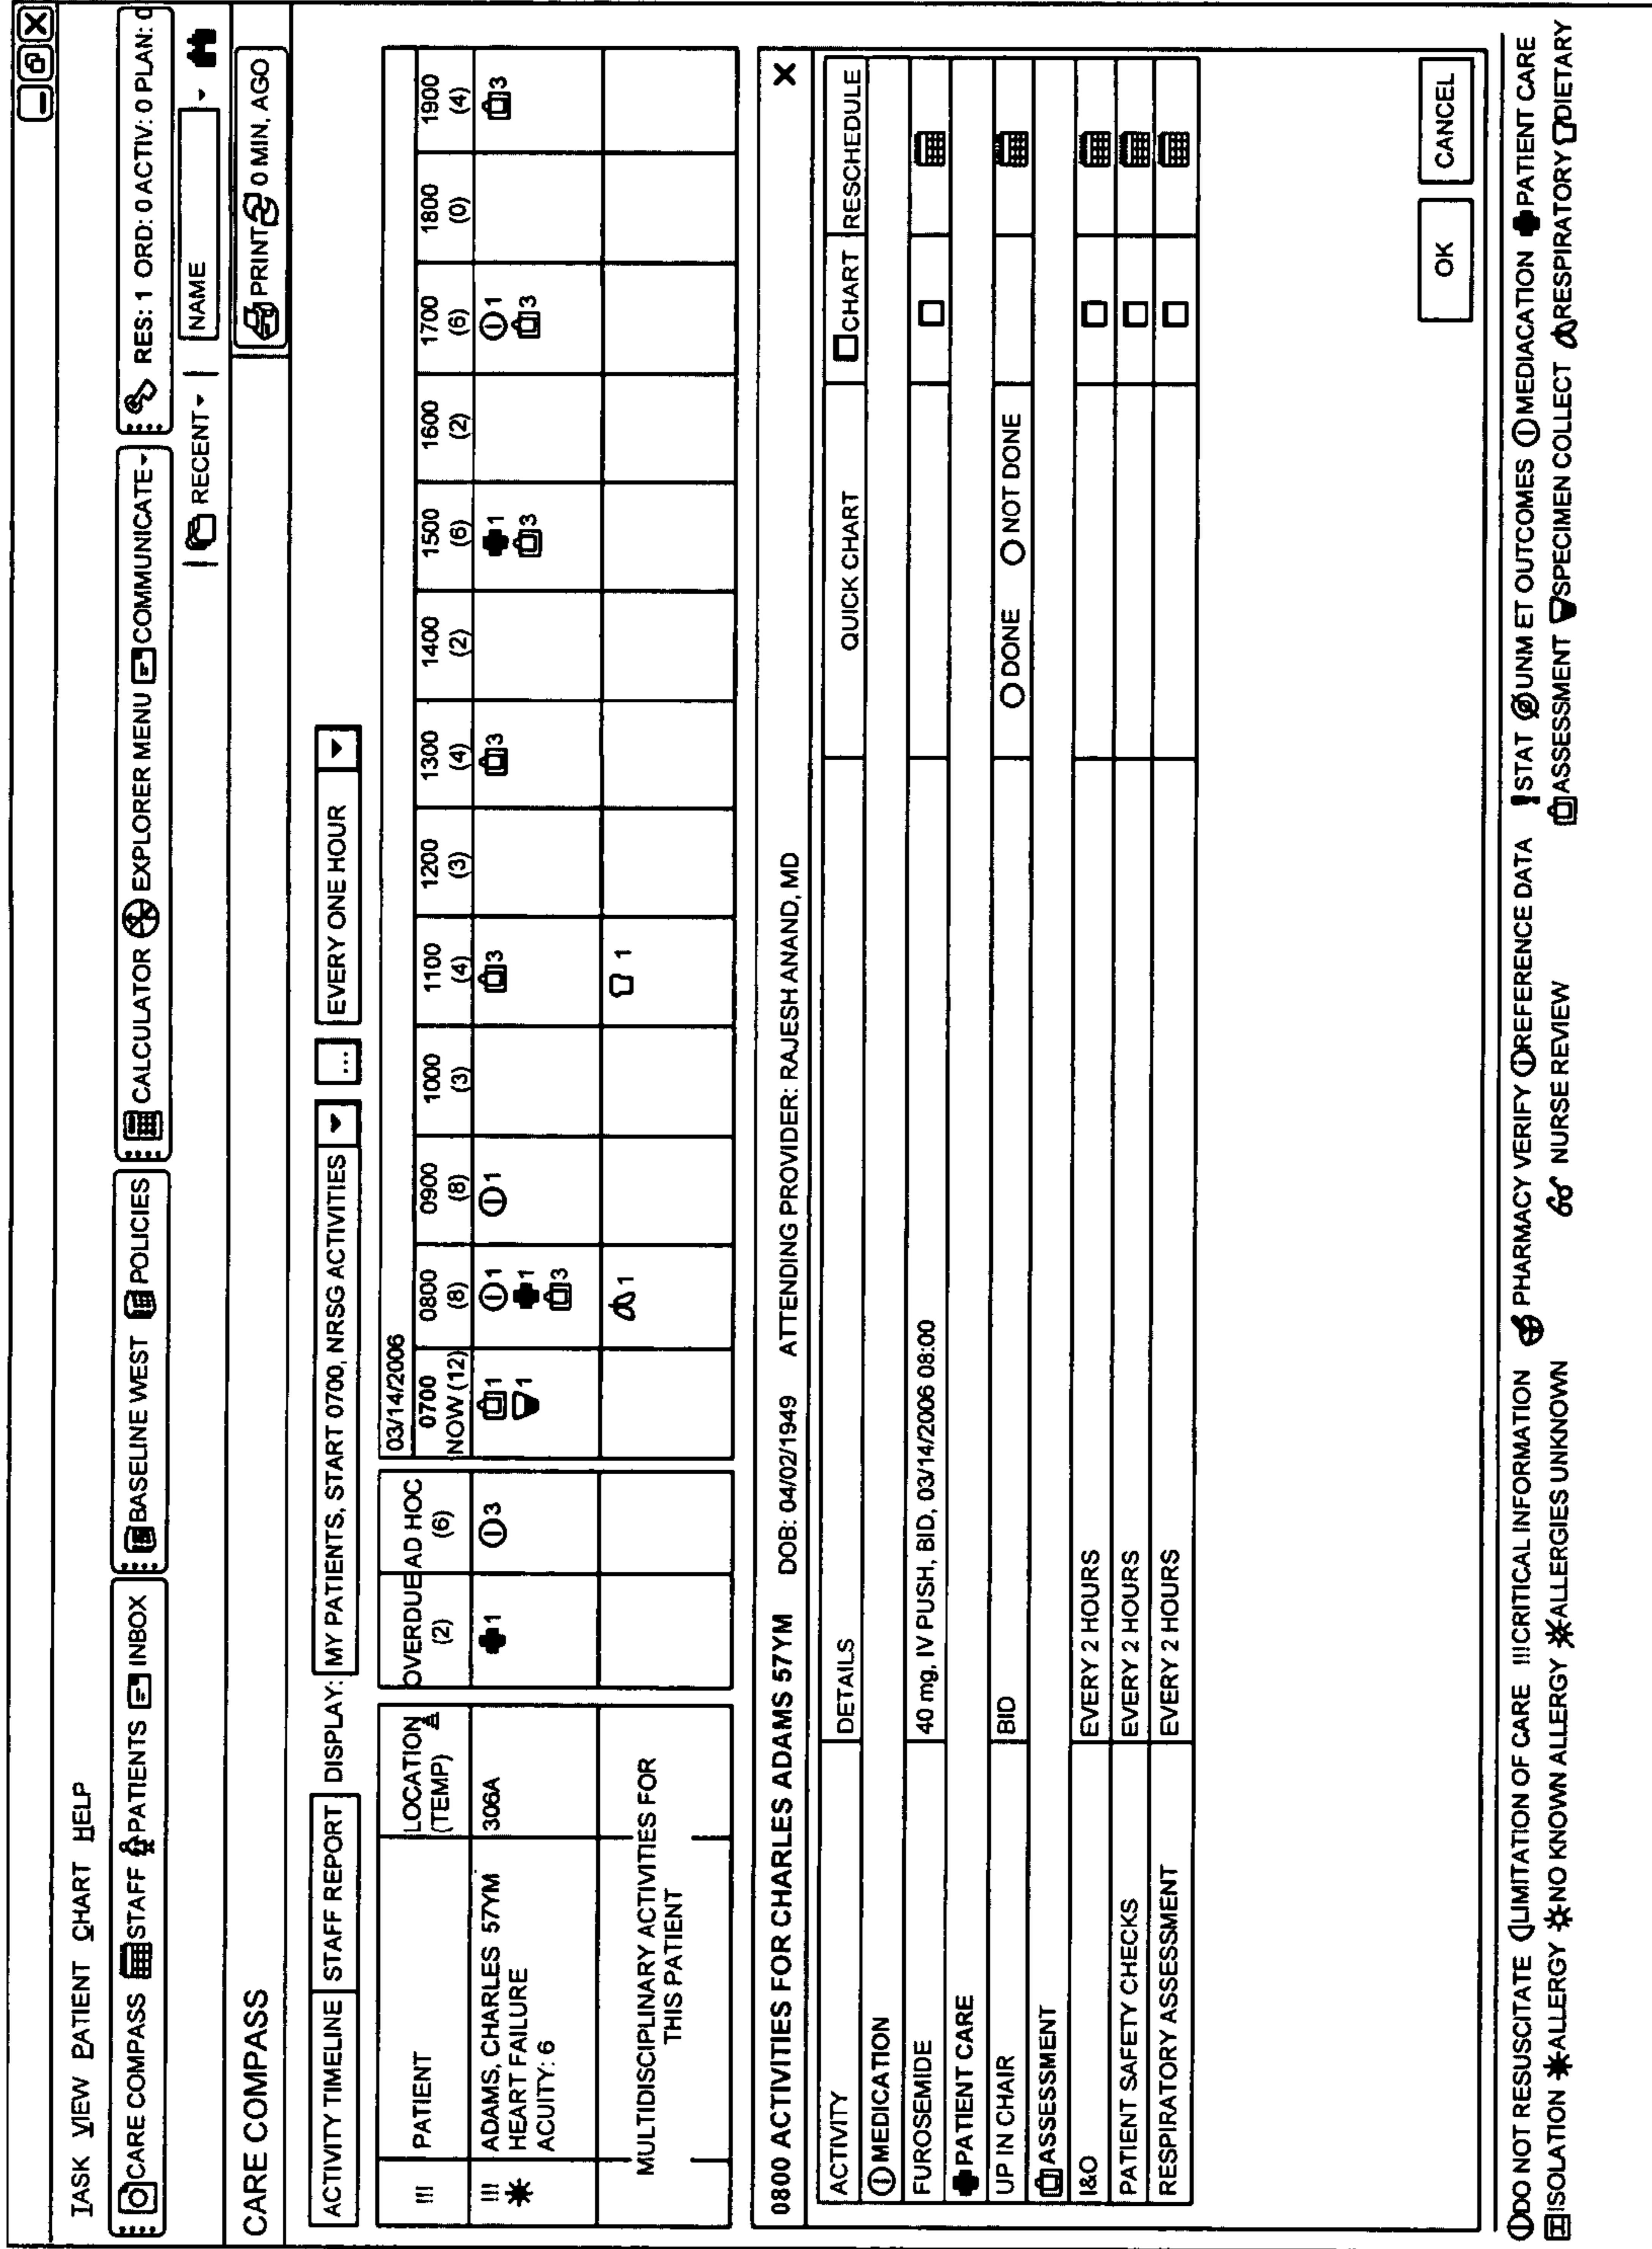 TASK VIEW PATIENT CHART HELP
CARE COMPASS STAFF PATIENTS INBOX BASELINE WEST POLICIES CALCULATOR EXPLORER MENU COMMUNICATE RES: 1 ORD: 0 ACTIV: 0 PLAN: 0
RECENT NAME
CARE COMPASS PRINT 0 MIN, AGO
ACTIVITY TIMELINE STAFF REPORT DISPLAY: MY PATIENTS, START 0700, NRSG ACTIVITIES ... EVERY ONE HOUR
03/14/2006
!!! PATIENT LOCATION OVERDUE AD HOC 0700 0800 0900 1000 1100 1200 1300 1400 1500 1600 1700 1800 1900
(TEMP) (2) (6) NOW (12) (8) (8) (3) (4) (3) (4) (2) (6) (2) (6) (0) (4)
!!! ADAMS, CHARLES 57YM 306A 1 3 1 1 1 3 3 1 1 3
HEART FAILURE 1 1 3 3
ACUITY: 6 3
MULTIDISCIPLINARY ACTIVITIES FOR 1 1
THIS PATIENT
0800 ACTIVITIES FOR CHARLES ADAMS 57YM DOB: 04/02/1949 ATTENDING PROVIDER: RAJESH ANAND, MD X
ACTIVITY DETAILS QUICK CHART CHART RESCHEDULE
MEDICATION
FUROSEMIDE 40 mg, IV PUSH, BID, 03/14/2006 08:00
PATIENT CARE
UP IN CHAIR BID DONE NOT DONE
ASSESSMENT
I&O EVERY 2 HOURS
PATIENT SAFETY CHECKS EVERY 2 HOURS
RESPIRATORY ASSESSMENT EVERY 2 HOURS
OK CANCEL
DO NOT RESUSCITATE LIMITATION OF CARE !!!CRITICAL INFORMATION PHARMACY VERIFY REFERENCE DATA STAT UNM ET OUTCOMES MEDIACATION PATIENT CARE
ISOLATION ALLERGY NO KNOWN ALLERGY ALLERGIES UNKNOWN NURSE REVIEW ASSESSMENT SPECIMEN COLLECT RESPIRATORY DIETARY